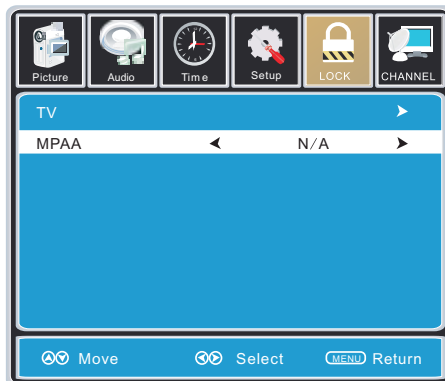 Picture Audio Time Setup LOCK CHANNEL
TV
MPAA N/A
Move Select MENU Return